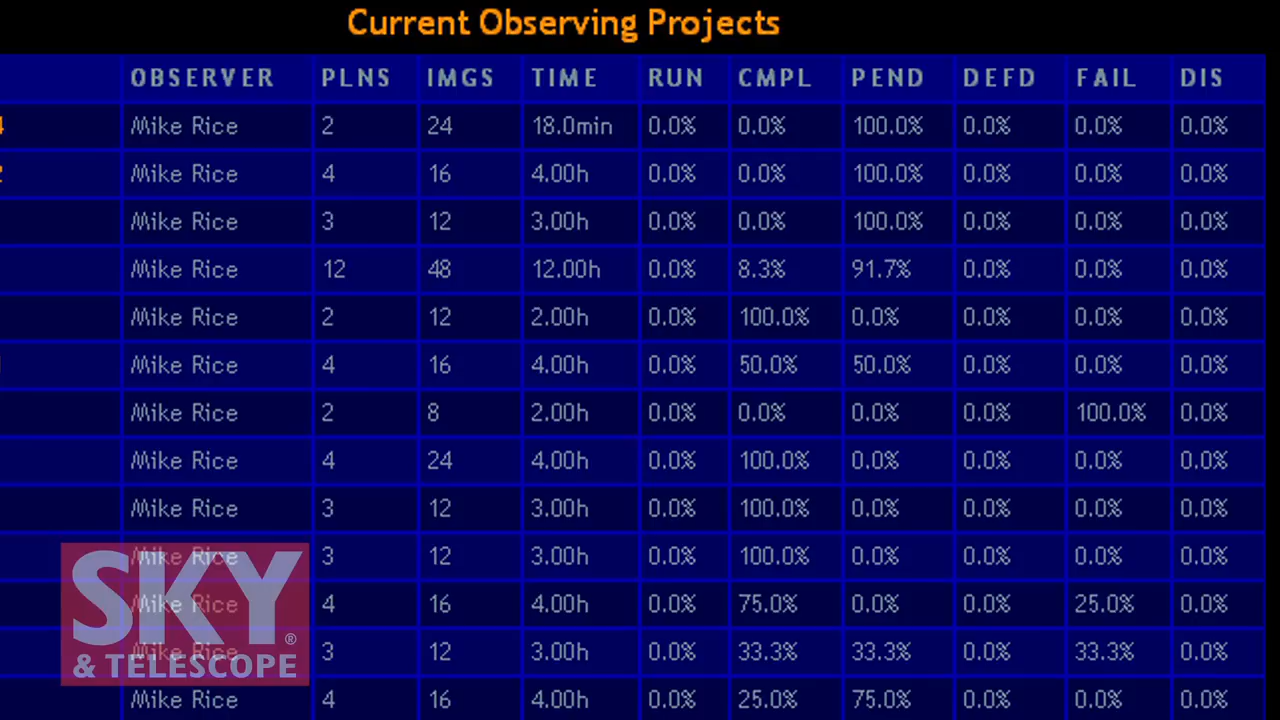 Current Observing Projects
OBSERVER PLNS IMGS TIME RUN CMPL PEND DEFD FAIL DIS
4 Mike Rice 2 24 18.0min 0.0% 0.0% 100.0% 0.0% 0.0% 0.0%
Mike Rice 4 16 4.00h 0.0% 0.0% 100.0% 0.0% 0.0% 0.0%
Mike Rice 3 12 3.00h 0.0% 0.0% 100.0% 0.0% 0.0% 0.0%
Mike Rice 12 48 12.00h 0.0% 8.3% 91.7% 0.0% 0.0% 0.0%
Mike Rice 2 12 2.00h 0.0% 100.0% 0.0% 0.0% 0.0% 0.0%
Mike Rice 4 16 4.00h 0.0% 50.0% 50.0% 0.0% 0.0% 0.0%
Mike Rice 2 8 2.00h 0.0% 0.0% 0.0% 0.0% 100.0% 0.0%
Mike Rice 4 24 4.00h 0.0% 100.0% 0.0% 0.0% 0.0% 0.0%
Mike Rice 3 12 3.00h 0.0% 100.0% 0.0% 0.0% 0.0% 0.0%
Mike Rice 3 12 3.00h 0.0% 100.0% 0.0% 0.0% 0.0% 0.0%
Mike Rice 4 16 4.00h 0.0% 75.0% 0.0% 0.0% 25.0% 0.0%
Mike Rice 3 12 3.00h 0.0% 33.3% 33.3% 0.0% 33.3% 0.0%
Mike Rice 4 16 4.00h 0.0% 25.0% 75.0% 0.0% 0.0% 0.0%
SKY®
& TELESCOPE